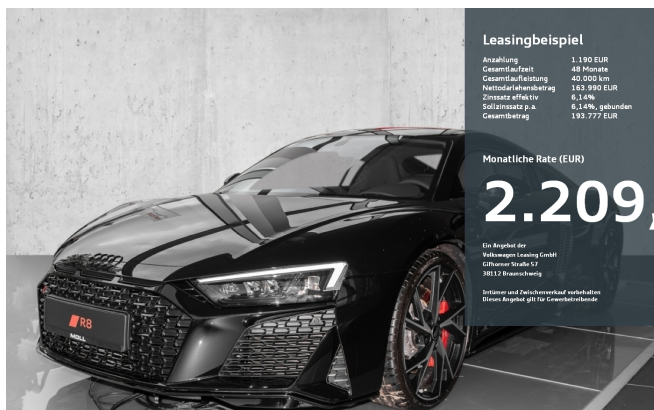 Leasingbeispiel
Anzahlung 1.190 EUR
Gesamtlaufzeit 48 Monate
Gesamtlaufleistung 40.000 km
Nettodarlehensbetrag 163.990 EUR
Zinssatz effektiv 6,14%
Sollzinssatz p.a. 6,14%, gebunden
Gesamtbetrag 193.777 EUR
Monatliche Rate (EUR)
2.209,
Ein Angebot der
Volkswagen Leasing GmbH
Gifhorner Straße 57
38112 Braunschweig
Irrtümer und Zwischenverkauf vorbehalten
Dieses Angebot gilt für Gewerbetreibende
R8
MOLL